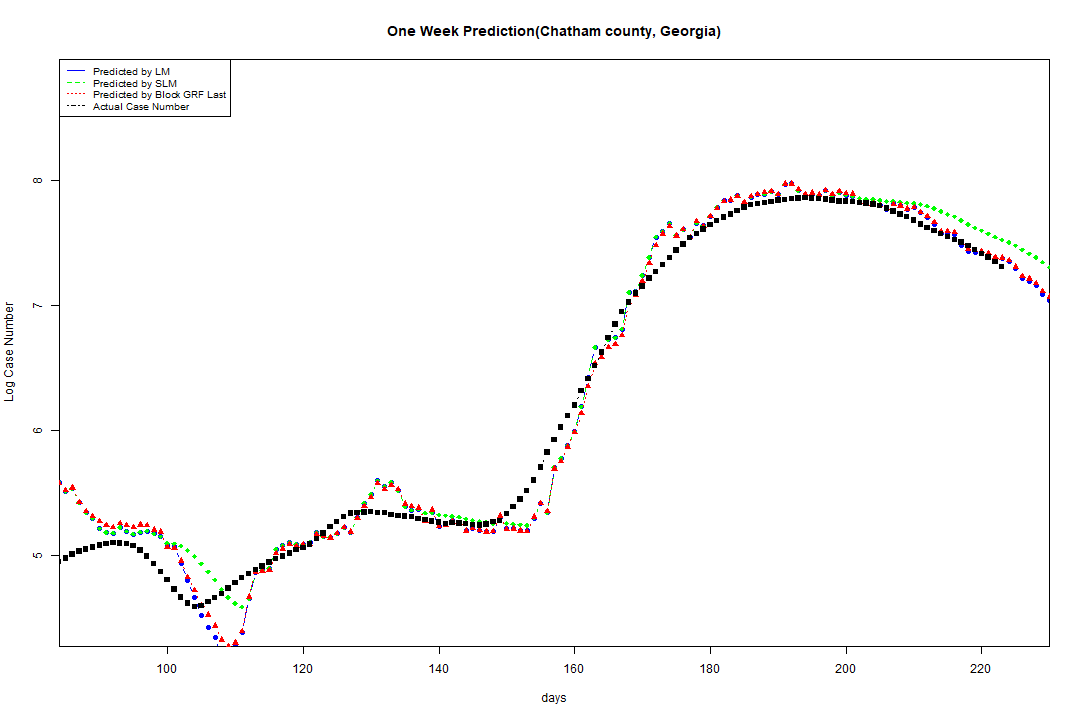 One Week Prediction(Chatham county, Georgia)
Predicted by LM
Predicted by SLM
Predicted by Block GRF Last
Actual Case Number
8
7
6
5
Log Case Number
100 120 140 160 180 200 220
days